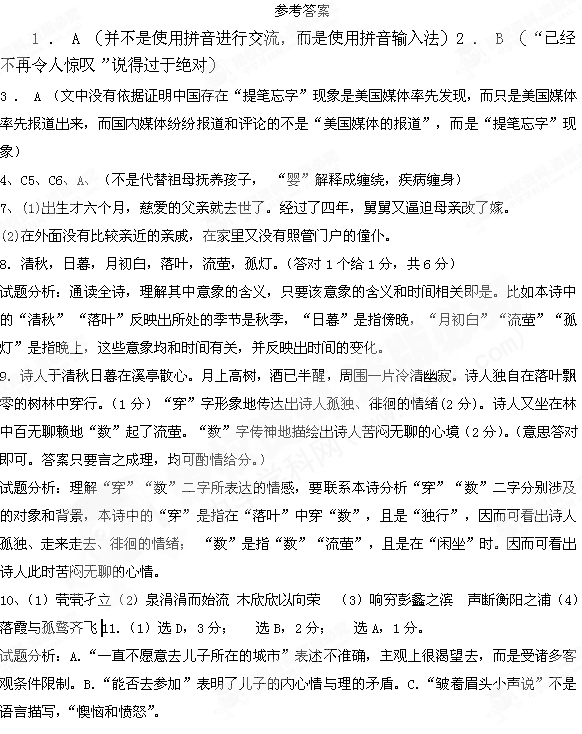 参考答案
1． A（并不是使用拼音进行交流，而是使用拼音输入法）2． B（“已经
不再令人惊叹”说得过于绝对）
3． A（文中没有依据证明中国存在“提笔忘字”现象是美国媒体率先发现，而只是美国媒体
率先报道出来，而国内媒体纷纷报道和评论的不是“美国媒体的报道”，而是“提笔忘字”现
象）
4、C5、C6、A、（不是代替祖母抚养孩子， “婴”解释成缠绕，疾病缠身）
7、(1)出生才六个月，慈爱的父亲就去世了。经过了四年，舅舅又逼迫母亲改了嫁。
(2)在外面没有比较亲近的亲戚，在家里又没有照管门户的僮仆。
8．清秋，日暮，月初白，落叶，流萤，孤灯。（答对1个给1分，共6分）
试题分析：通读全诗，理解其中意象的含义，只要该意象的含义和时间相关即是。比如本诗中
的“清秋” “落叶”反映出所处的季节是秋季，“日暮”是指傍晚，“月初白”“流萤”“孤
灯”是指晚上，这些意象均和时间有关，并反映出时间的变化。
9．诗人于清秋日暮在溪亭散心。月上高树，酒已半醒，周围一片冷清幽寂。诗人独自在落叶飘
零的树林中穿行。（1分）“穿”字形象地传达出诗人孤独、徘徊的情绪(2分)。诗人又坐在林
中百无聊赖地“数”起了流萤。“数”字传神地描绘出诗人苦闷无聊的心境（2分）。（意思答对
即可。答案只要言之成理，均可酌情给分。）
试题分析：理解“穿”“数”二字所表达的情感，要联系本诗分析“穿”“数”二字分别涉及
的对象和背景，本诗中的“穿”是指在“落叶”中穿“数”，且是“独行”，因而可看出诗人
孤独、走来走去、徘徊的情绪； “数”是指“数”“流萤”，且是在“闲坐”时。因而可看出
诗人此时苦闷无聊的心情。
10、（1）茕茕孑立（2）泉涓涓而始流 木欣欣以向荣 （3）响穷彭蠡之滨 声断衡阳之浦（4）
落霞与孤鹜齐飞11．（1）选D，3分； 选B，2分； 选A，1分。
试题分析：A.“一直不愿意去儿子所在的城市”表述不准确，主观上很渴望去，而是受诸多客
观条件限制。B.“能否去参加”表明了儿子的内心情与理的矛盾。C.“皱着眉头小声说”不是
语言描写，“懊恼和愤怒”。